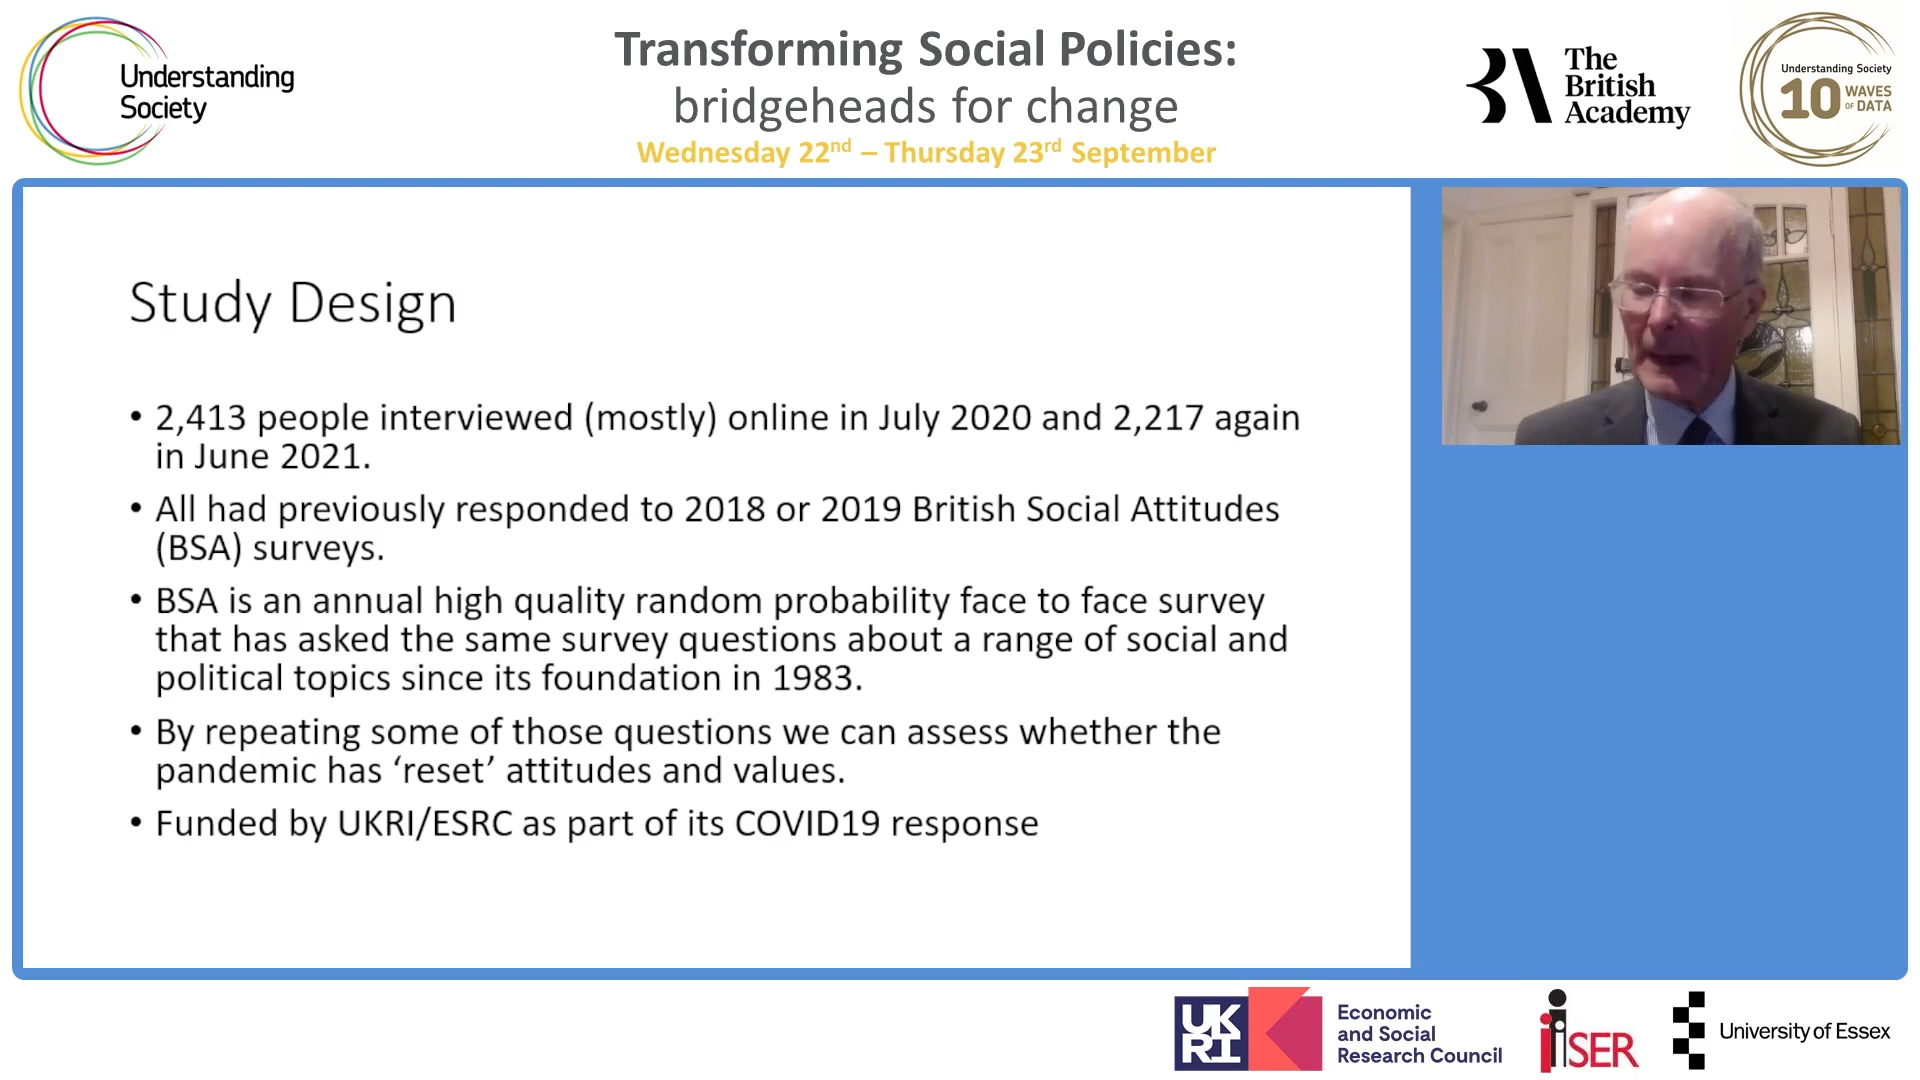 Understanding
Society
Transforming Social Policies:
bridgeheads for change
Wednesday 22nd – Thursday 23rd September
The
British
Academy
Understanding Society
10 WAVES
OF DATA
Study Design
• 2,413 people interviewed (mostly) online in July 2020 and 2,217 again
in June 2021.
• All had previously responded to 2018 or 2019 British Social Attitudes
(BSA) surveys.
• BSA is an annual high quality random probability face to face survey
that has asked the same survey questions about a range of social and
political topics since its foundation in 1983.
• By repeating some of those questions we can assess whether the
pandemic has ‘reset’ attitudes and values.
• Funded by UKRI/ESRC as part of its COVID19 response
UK
RI
Economic
and Social
Research Council
iSER
University of Essex